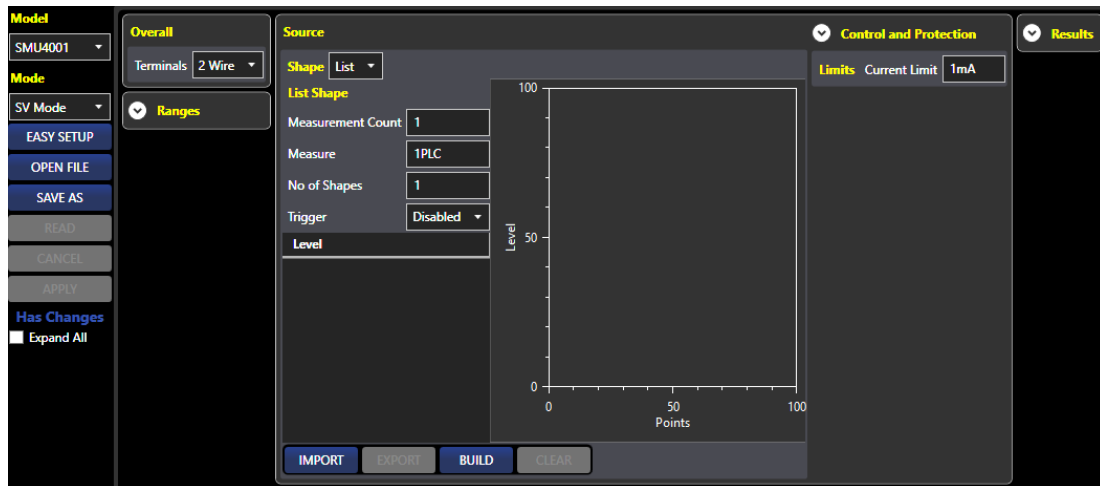 Model
SMU4001
Mode
SV Mode
EASY SETUP
OPEN FILE
SAVE AS
READ
CANCEL
APPLY
Has Changes
Expand All
Overall
Terminals 2 Wire
Ranges
Source
Shape List
List Shape
Measurement Count 1
Measure 1PLC
No of Shapes 1
Trigger Disabled
Level
100
50
0
Level
0 50 100
Points
IMPORT EXPORT BUILD CLEAR
Control and Protection
Limits Current Limit 1mA
Results